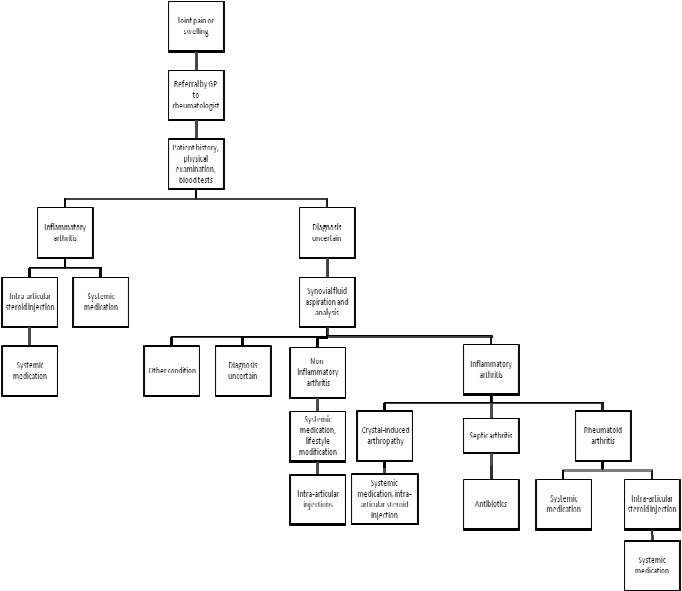 Joint pain or
swelling
Referral by GP
to
rheumatologist
Patient history,
physical
examination,
blood tests
Inflammatory
arthritis
Diagnosis
uncertain
Intra-articular
steroid injection
Systemic
medication
Synovial fluid
aspiration and
analysis
Systemic
medication
Other condition
Diagnosis
uncertain
Non
inflammatory
arthritis
Inflammatory
arthritis
Systemic
medication,
lifestyle
modification
Crystal-induced
arthropathy
Septic arthritis
Rheumatoid
arthritis
Intra-articular
injections
Systemic
medication, intra-
articular steroid
injection
Antibiotics
Systemic
medication
Intra-articular
steroid injection
Systemic
medication